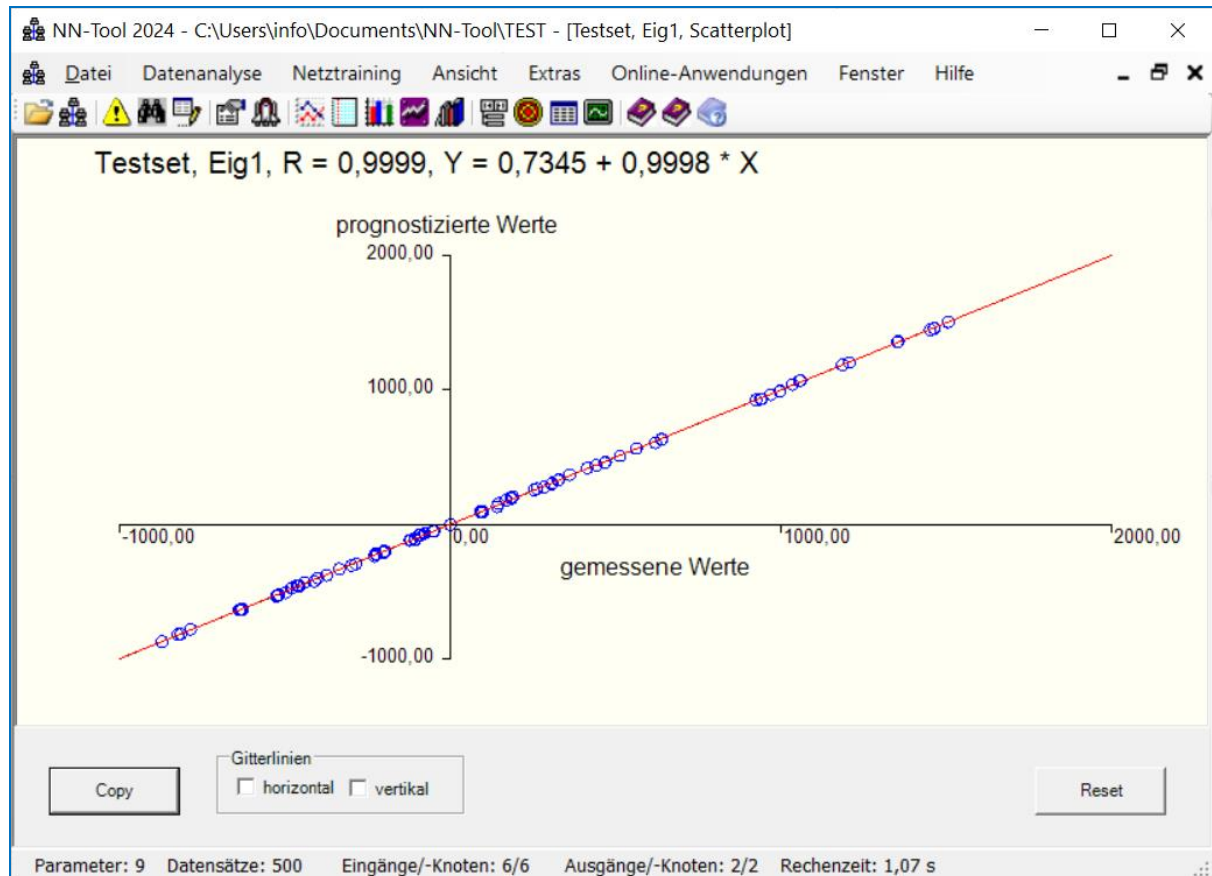 NN-Tool 2024 - C:\Users\info\Documents\NN-Tool\TEST - [Testset, Eig1, Scatterplot]
Datei Datenanalyse Netztraining Ansicht Extras Online-Anwendungen Fenster Hilfe
Testset, Eig1, R = 0,9999, Y = 0,7345 + 0,9998 * X
prognostizierte Werte
2000,00
1000,00
-1000,00 0,00 1000,00 2000,00
gemessene Werte
-1000,00
Gitterlinien
Copy horizontal vertikal Reset
Parameter: 9 Datensätze: 500 Eingänge/-Knoten: 6/6 Ausgänge/-Knoten: 2/2 Rechenzeit: 1,07 s